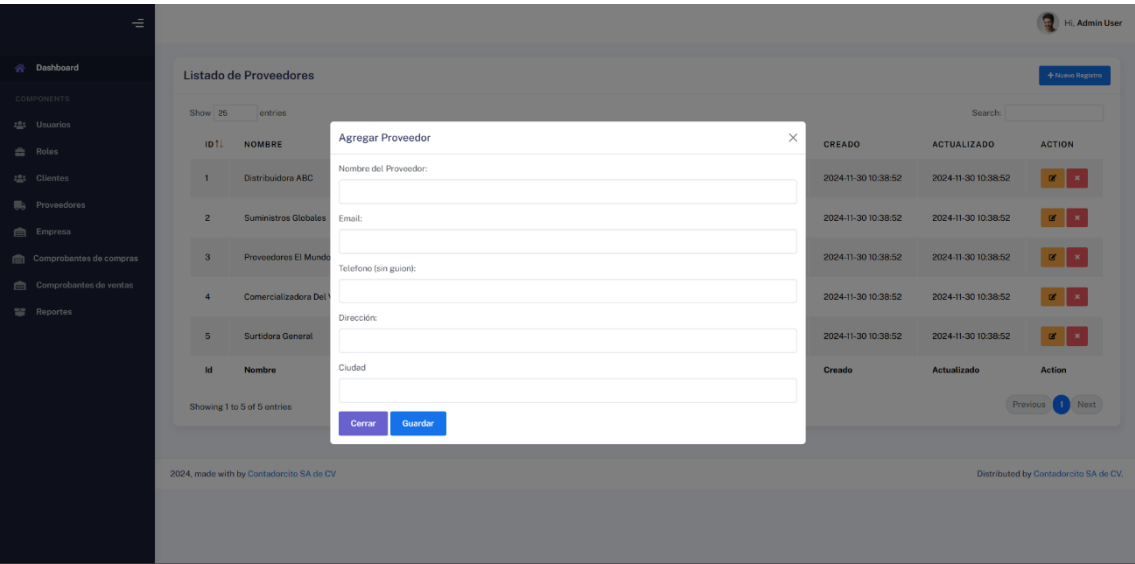 Hi, Admin User
Dashboard
COMPONENTS
Usuarios
Roles
Clientes
Proveedores
Empresa
Comprobantes de compras
Comprobantes de ventas
Reportes
Listado de Proveedores
+ Nuevo Registro
Show 25 entries
Search:
ID NOMBRE CREADO ACTUALIZADO ACTION
1 Distribuidora ABC 2024-11-30 10:38:52 2024-11-30 10:38:52
2 Suministros Globales 2024-11-30 10:38:52 2024-11-30 10:38:52
3 Proveedores El Mundo 2024-11-30 10:38:52 2024-11-30 10:38:52
4 Comercializadora Del 2024-11-30 10:38:52 2024-11-30 10:38:52
5 Surtidora General 2024-11-30 10:38:52 2024-11-30 10:38:52
Id Nombre Creado Actualizado Action
Showing 1 to 5 of 5 entries
Previous 1 Next
Agregar Proveedor
Nombre del Proveedor:
Email:
Telefono (sin guion):
Dirección:
Ciudad
Cerrar Guardar
2024, made with by Contadorcito SA de CV
Distributed by Contadorcito SA de CV.